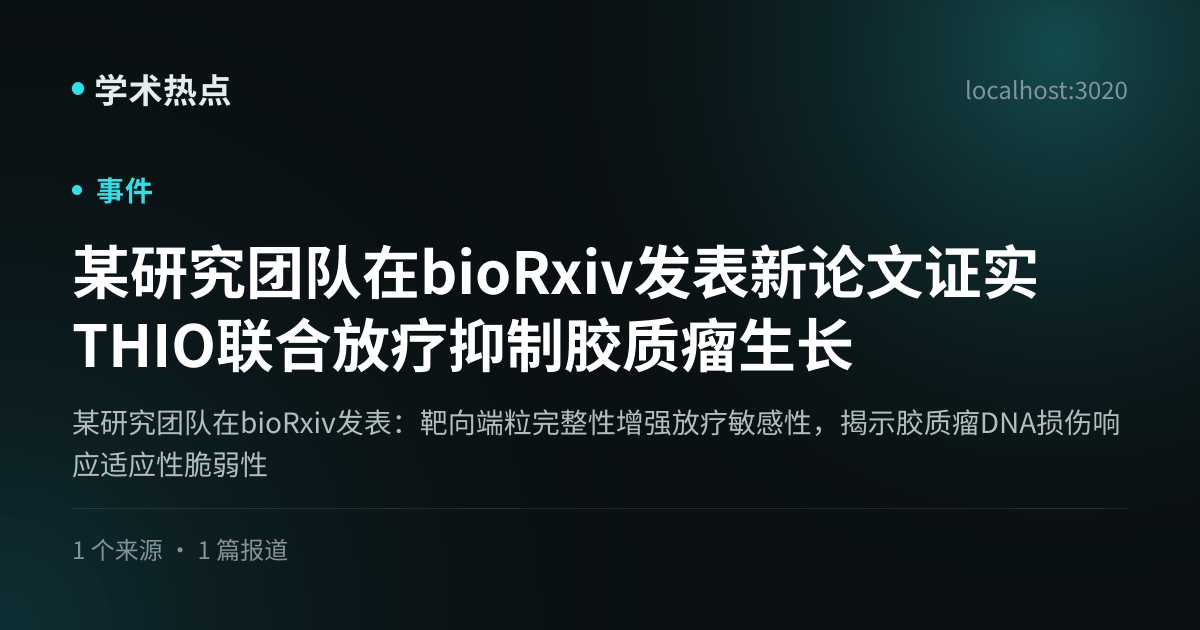 学术热点
localhost:3020
事件
某研究团队在bioRxiv发表新论文证实
THIO联合放疗抑制胶质瘤生长
某研究团队在bioRxiv发表：靶向端粒完整性增强放疗敏感性，揭示胶质瘤DNA损伤响
应适应性脆弱性
1 个来源 · 1 篇报道